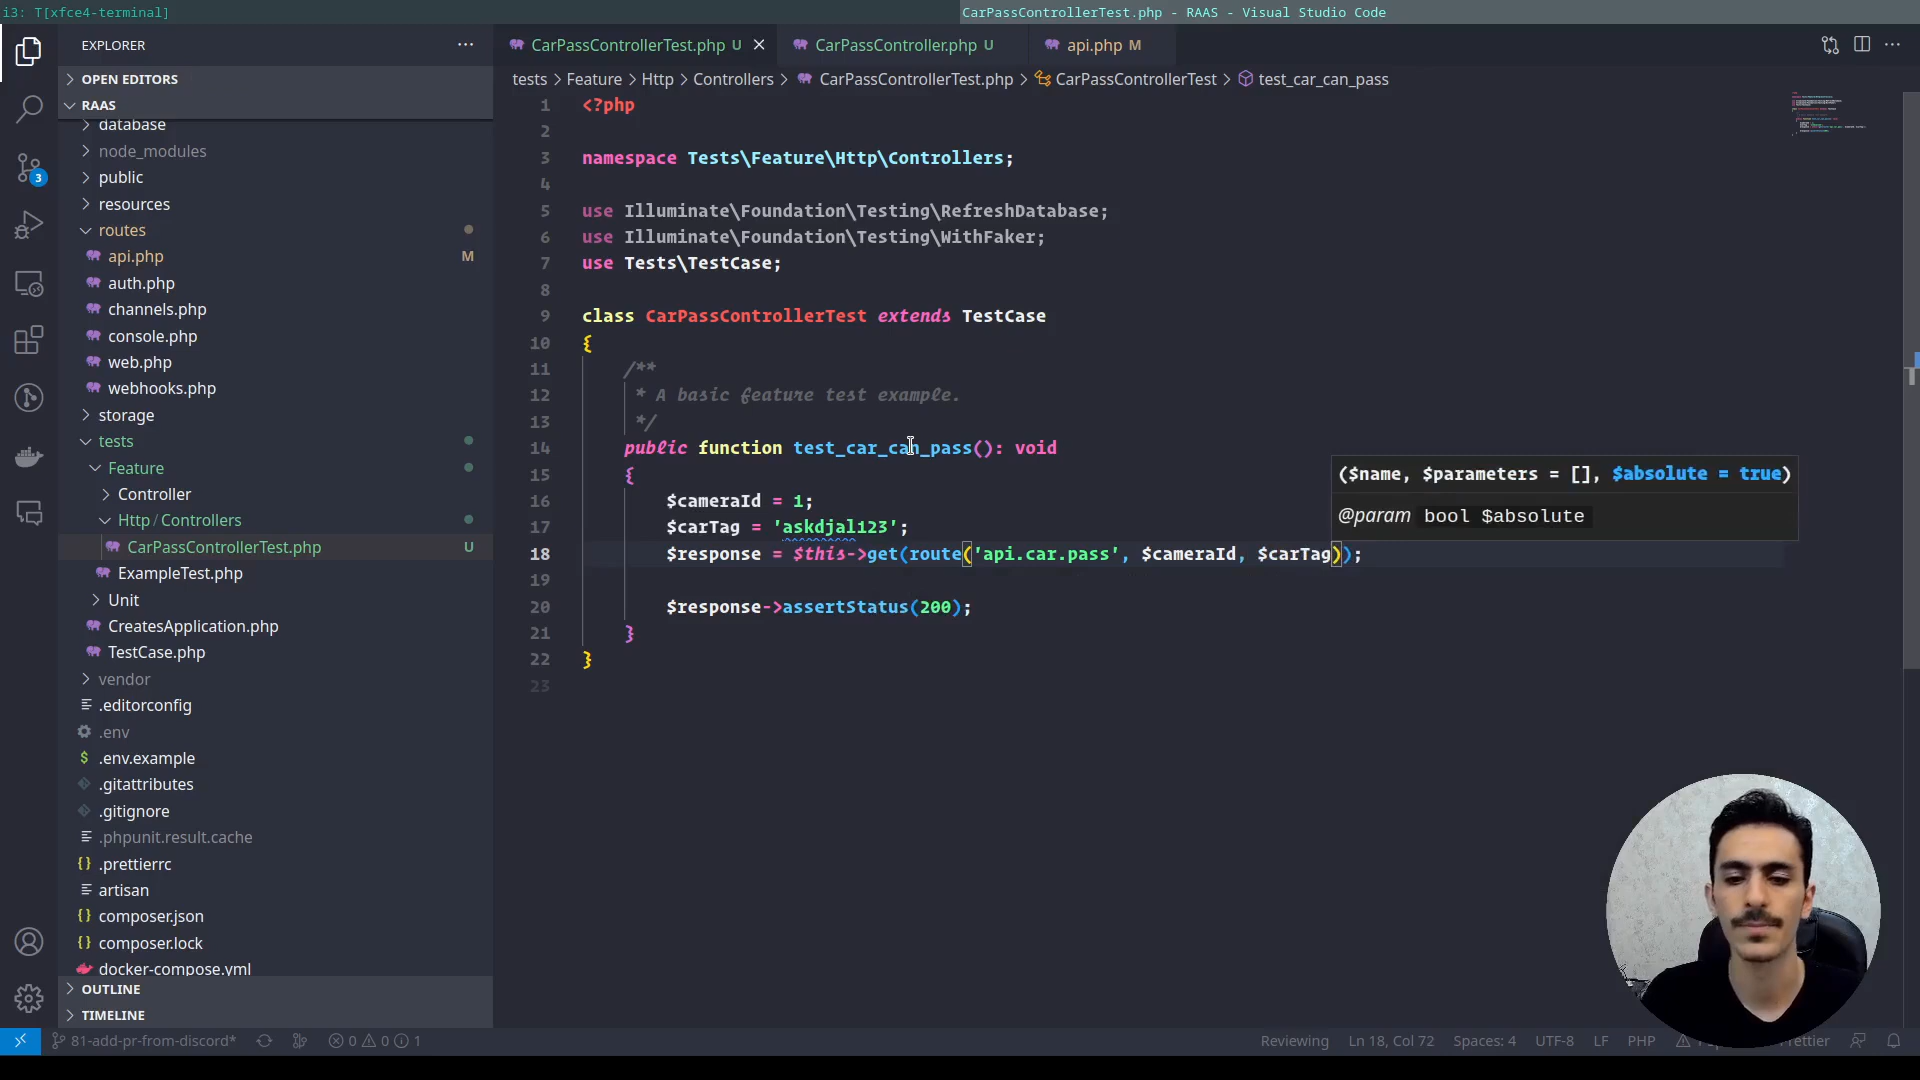 i3: T[xfce4-terminal]
CarPassControllerTest.php - RAAS - Visual Studio Code
EXPLORER
OPEN EDITORS
RAAS
database
node_modules
public
resources
routes
api.php M
auth.php
channels.php
console.php
web.php
webhooks.php
storage
tests
Feature
Controller
Http / Controllers
CarPassControllerTest.php U
ExampleTest.php
Unit
CreatesApplication.php
TestCase.php
vendor
.editorconfig
.env
.env.example
.gitattributes
.gitignore
.phpunit.result.cache
.prettierrc
artisan
composer.json
composer.lock
docker-compose.yml
OUTLINE
TIMELINE
3
CarPassControllerTest.php U
CarPassController.php U
api.php M
tests > Feature > Http > Controllers > CarPassControllerTest.php > CarPassControllerTest > test_car_can_pass
1 <?php
2
3 namespace Tests\Feature\Http\Controllers;
4
5 use Illuminate\Foundation\Testing\RefreshDatabase;
6 use Illuminate\Foundation\Testing\WithFaker;
7 use Tests\TestCase;
8
9 class CarPassControllerTest extends TestCase
10 {
11 /**
12 * A basic feature test example.
13 */
14 public function test_car_can_pass(): void
15 {
16 $cameraId = 1;
17 $carTag = 'askdjal123';
18 $response = $this->get(route('api.car.pass', $cameraId, $carTag));
19
20 $response->assertStatus(200);
21 }
22 }
23
($name, $parameters = [], $absolute = true)
@param bool $absolute
81-add-pr-from-discord* 0 0 1
Reviewing Ln 18, Col 72 Spaces: 4 UTF-8 LF PHP